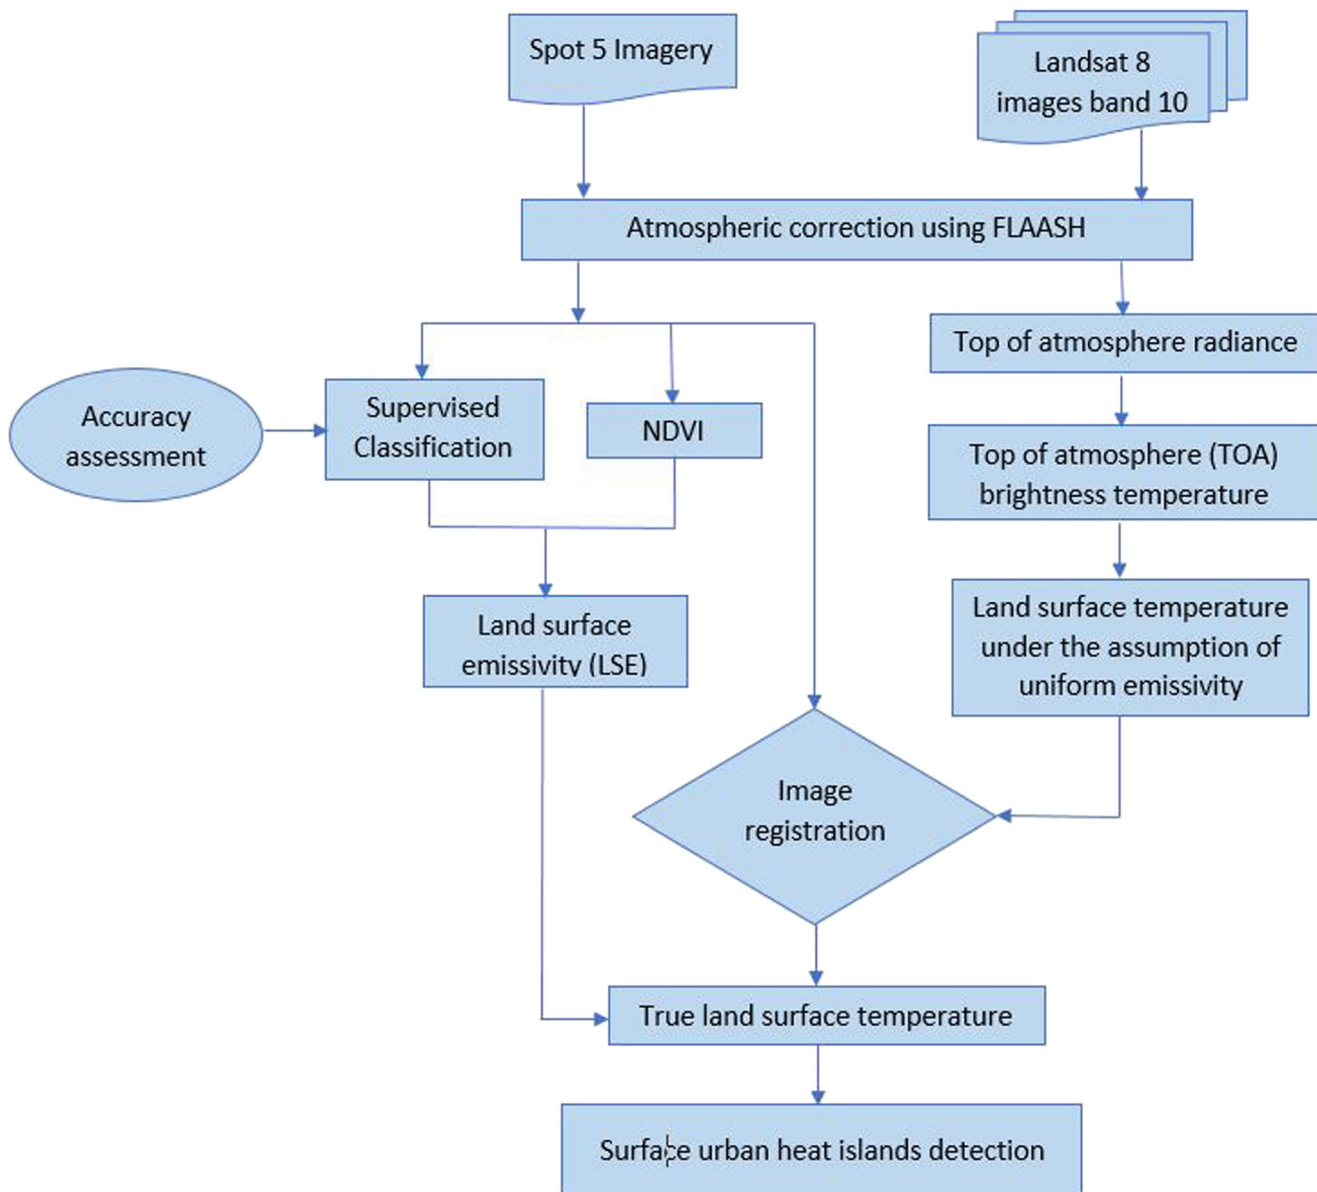 Spot 5 Imagery
Landsat 8
images band 10
Atmospheric correction using FLAASH
Top of atmosphere radiance
Accuracy
assessment
Supervised
Classification
NDVI
Top of atmosphere (TOA)
brightness temperature
Land surface
emissivity (LSE)
Land surface temperature
under the assumption of
uniform emissivity
Image
registration
True land surface temperature
Surface urban heat islands detection